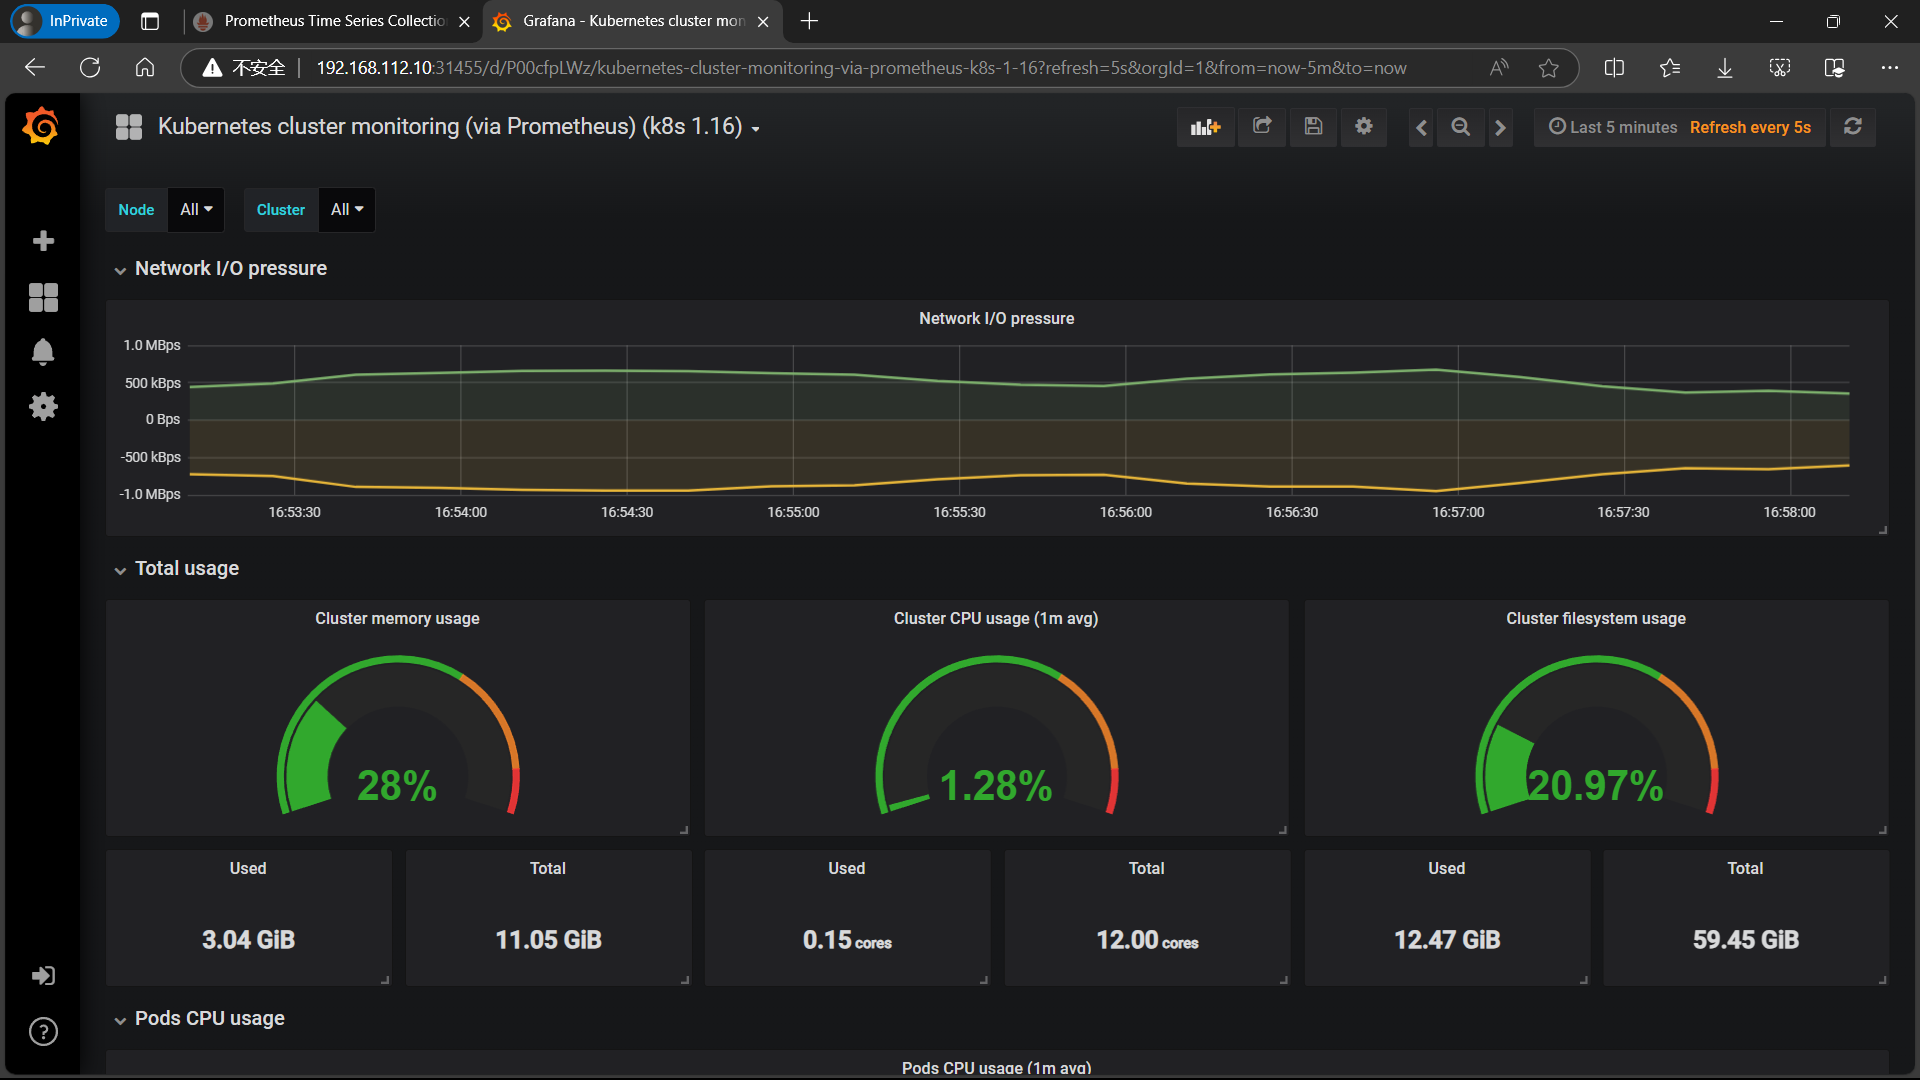 InPrivate
Prometheus Time Series Collectio
Grafana - Kubernetes cluster mon
不安全
192.168.112.10:31455/d/P00cfpLWz/kubernetes-cluster-monitoring-via-prometheus-k8s-1-16?refresh=5s&orgId=1&from=now-5m&to=now
Kubernetes cluster monitoring (via Prometheus) (k8s 1.16)
Last 5 minutes Refresh every 5s
Node All Cluster All
Network I/O pressure
Network I/O pressure
1.0 MBps
500 kBps
0 Bps
-500 kBps
-1.0 MBps
16:53:30 16:54:00 16:54:30 16:55:00 16:55:30 16:56:00 16:56:30 16:57:00 16:57:30 16:58:00
Total usage
Cluster memory usage
28%
Cluster CPU usage (1m avg)
1.28%
Cluster filesystem usage
20.97%
Used
3.04 GiB
Total
11.05 GiB
Used
0.15 cores
Total
12.00 cores
Used
12.47 GiB
Total
59.45 GiB
Pods CPU usage
Pods CPU usage (1m avg)